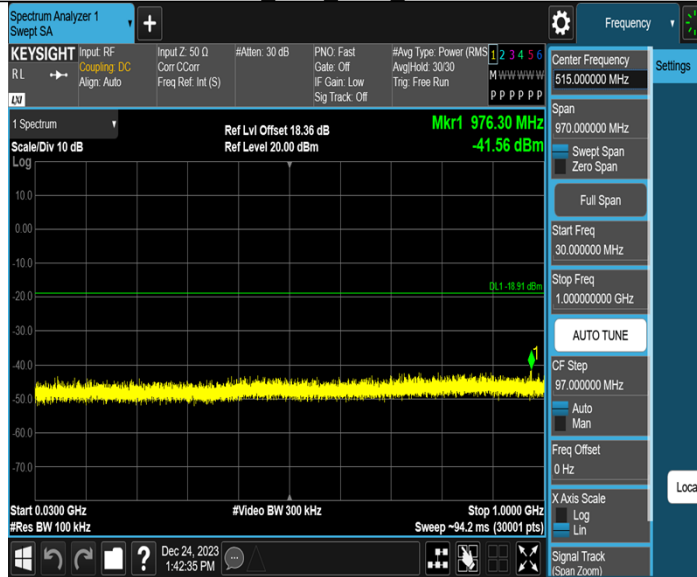 Spectrum Analyzer 1
Swept SA
Frequency
KEYSIGHT
RL
LXI
Input: RF
Coupling: DC
Align: Auto
Input Z: 50 Ω
Corr CCorr
Freq Ref: Int (S)
#Atten: 30 dB
PNO: Fast
Gate: Off
IF Gain: Low
Sig Track: Off
#Avg Type: Power (RMS
Avg|Hold: 30/30
Trig: Free Run
1 2 3 4 5 6
M W W W W W
P P P P P P
1 Spectrum
Scale/Div 10 dB
Log
Ref Lvl Offset 18.36 dB
Ref Level 20.00 dBm
Mkr1 976.30 MHz
-41.56 dBm
10.0
0.00
-10.0
-20.0
-30.0
-40.0
-50.0
-60.0
-70.0
DL1 -18.91 dBm
1
Start 0.0300 GHz
#Res BW 100 kHz
#Video BW 300 kHz
Stop 1.0000 GHz
Sweep ~94.2 ms (30001 pts)
Dec 24, 2023
1:42:35 PM
Center Frequency
515.000000 MHz
Span
970.000000 MHz
Swept Span
Zero Span
Full Span
Start Freq
30.000000 MHz
Stop Freq
1.000000000 GHz
AUTO TUNE
CF Step
97.000000 MHz
Auto
Man
Freq Offset
0 Hz
X Axis Scale
Log
Lin
Signal Track
(Span Zoom)
Settings
Loca